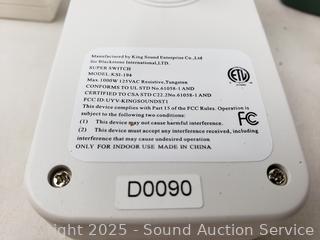 Manufactured by King Sound Enterprise Co./VT
for Blackstone International,LTD.
SUPER SWITCH
MODEL: KSI-194
Max. 1000W 125VAC Resistive,Tungsten
CONFORMS TO UL STD 61058-1 AND
CERTIFIED TO CSA STD C22.2No.61058-1 AND
FCC ID:UYV-KINGSOUNDST1
This device complies with Part 15 of the FCC Rules. Operation is
subject to the following two conditions:
(1) This device may not cause harmful interference.
(2) This device must accept any interference received, including
interference that may cause undesired operation.
ONLY FOR INDOOR USE MADE IN CHINA
ETL
FC
D0090
Copyright 2025 - Sound Auction Service